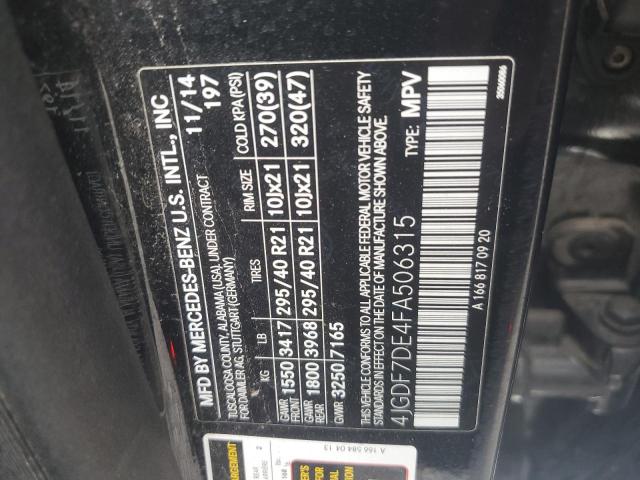 MFD BY MERCEDES-BENZ U.S. INTL., INC 11/14
TUSCALOOSA COUNTY, ALABAMA (USA), UNDER CONTRACT 197
FOR DAIMLER AG, STUTTGART (GERMANY)
KG LB TIRES RIM SIZE COLD KPA (PSI)
GAWR FRONT 1550 3417 295/40 R21 10Jx21 270(39)
GAWR REAR 1800 3968 295/40 R21 10Jx21 320(47)
GVWR 3250 7165
THIS VEHICLE CONFORMS TO ALL APPLICABLE FEDERAL MOTOR VEHICLE SAFETY
STANDARDS IN EFFECT ON THE DATE OF MANUFACTURE SHOWN ABOVE.
4JGDF7DE4FA506315 TYPE: MPV
A 166 817 09 20
A 166 584 04 13